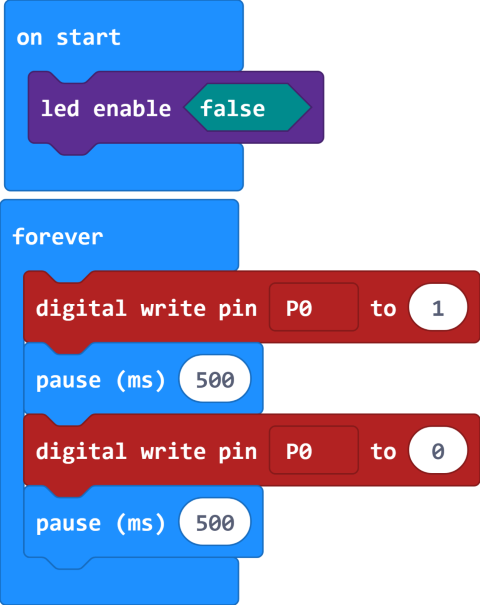 on start
led enable false
forever
digital write pin P0 to 1
pause (ms) 500
digital write pin P0 to 0
pause (ms) 500